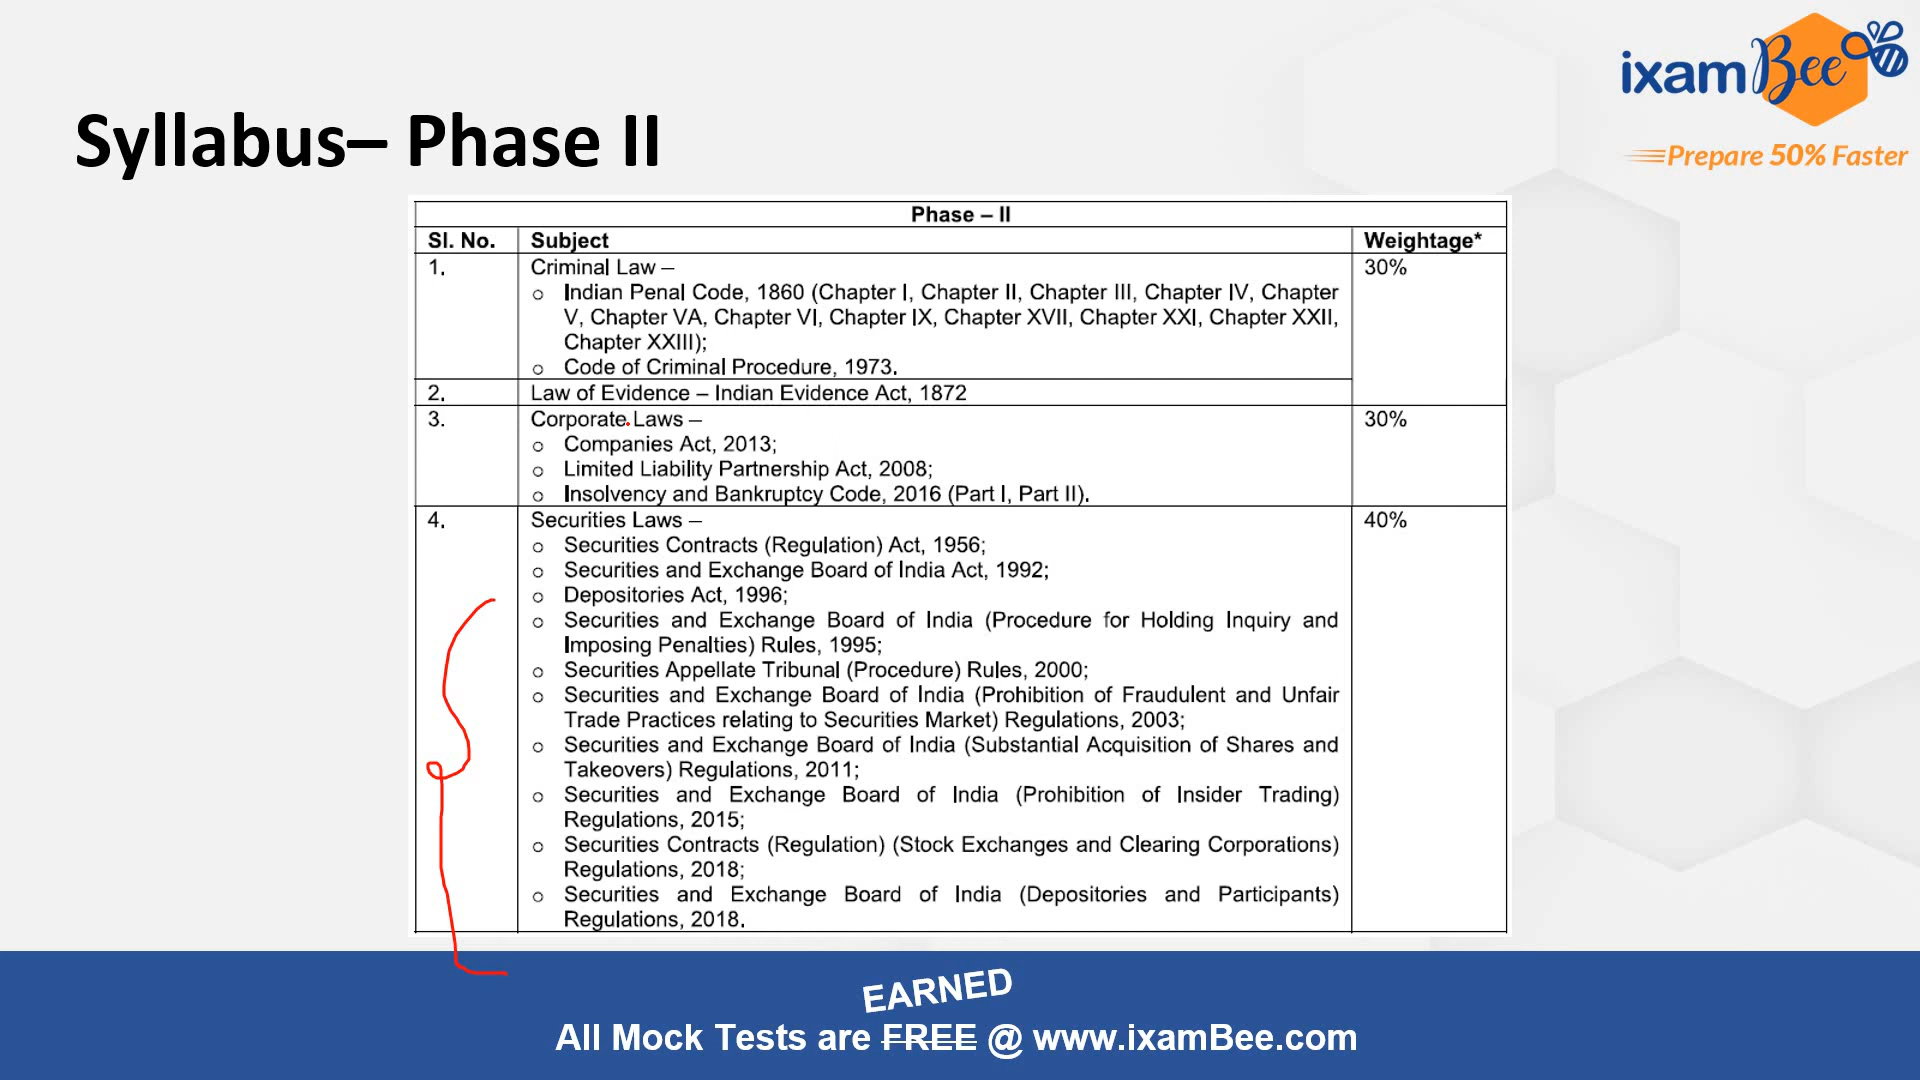 ixamBee
Prepare 50% Faster
Syllabus– Phase II
Phase – II
Sl. No. Subject Weightage*
1. Criminal Law – 30%
o Indian Penal Code, 1860 (Chapter I, Chapter II, Chapter III, Chapter IV, Chapter
V, Chapter VA, Chapter VI, Chapter IX, Chapter XVII, Chapter XXI, Chapter XXII,
Chapter XXIII);
o Code of Criminal Procedure, 1973.
2. Law of Evidence – Indian Evidence Act, 1872
3. Corporate Laws – 30%
o Companies Act, 2013;
o Limited Liability Partnership Act, 2008;
o Insolvency and Bankruptcy Code, 2016 (Part I, Part II).
4. Securities Laws – 40%
o Securities Contracts (Regulation) Act, 1956;
o Securities and Exchange Board of India Act, 1992;
o Depositories Act, 1996;
o Securities and Exchange Board of India (Procedure for Holding Inquiry and
Imposing Penalties) Rules, 1995;
o Securities Appellate Tribunal (Procedure) Rules, 2000;
o Securities and Exchange Board of India (Prohibition of Fraudulent and Unfair
Trade Practices relating to Securities Market) Regulations, 2003;
o Securities and Exchange Board of India (Substantial Acquisition of Shares and
Takeovers) Regulations, 2011;
o Securities and Exchange Board of India (Prohibition of Insider Trading)
Regulations, 2015;
o Securities Contracts (Regulation) (Stock Exchanges and Clearing Corporations)
Regulations, 2018;
o Securities and Exchange Board of India (Depositories and Participants)
Regulations, 2018.
EARNED
All Mock Tests are FREE @ www.ixamBee.com